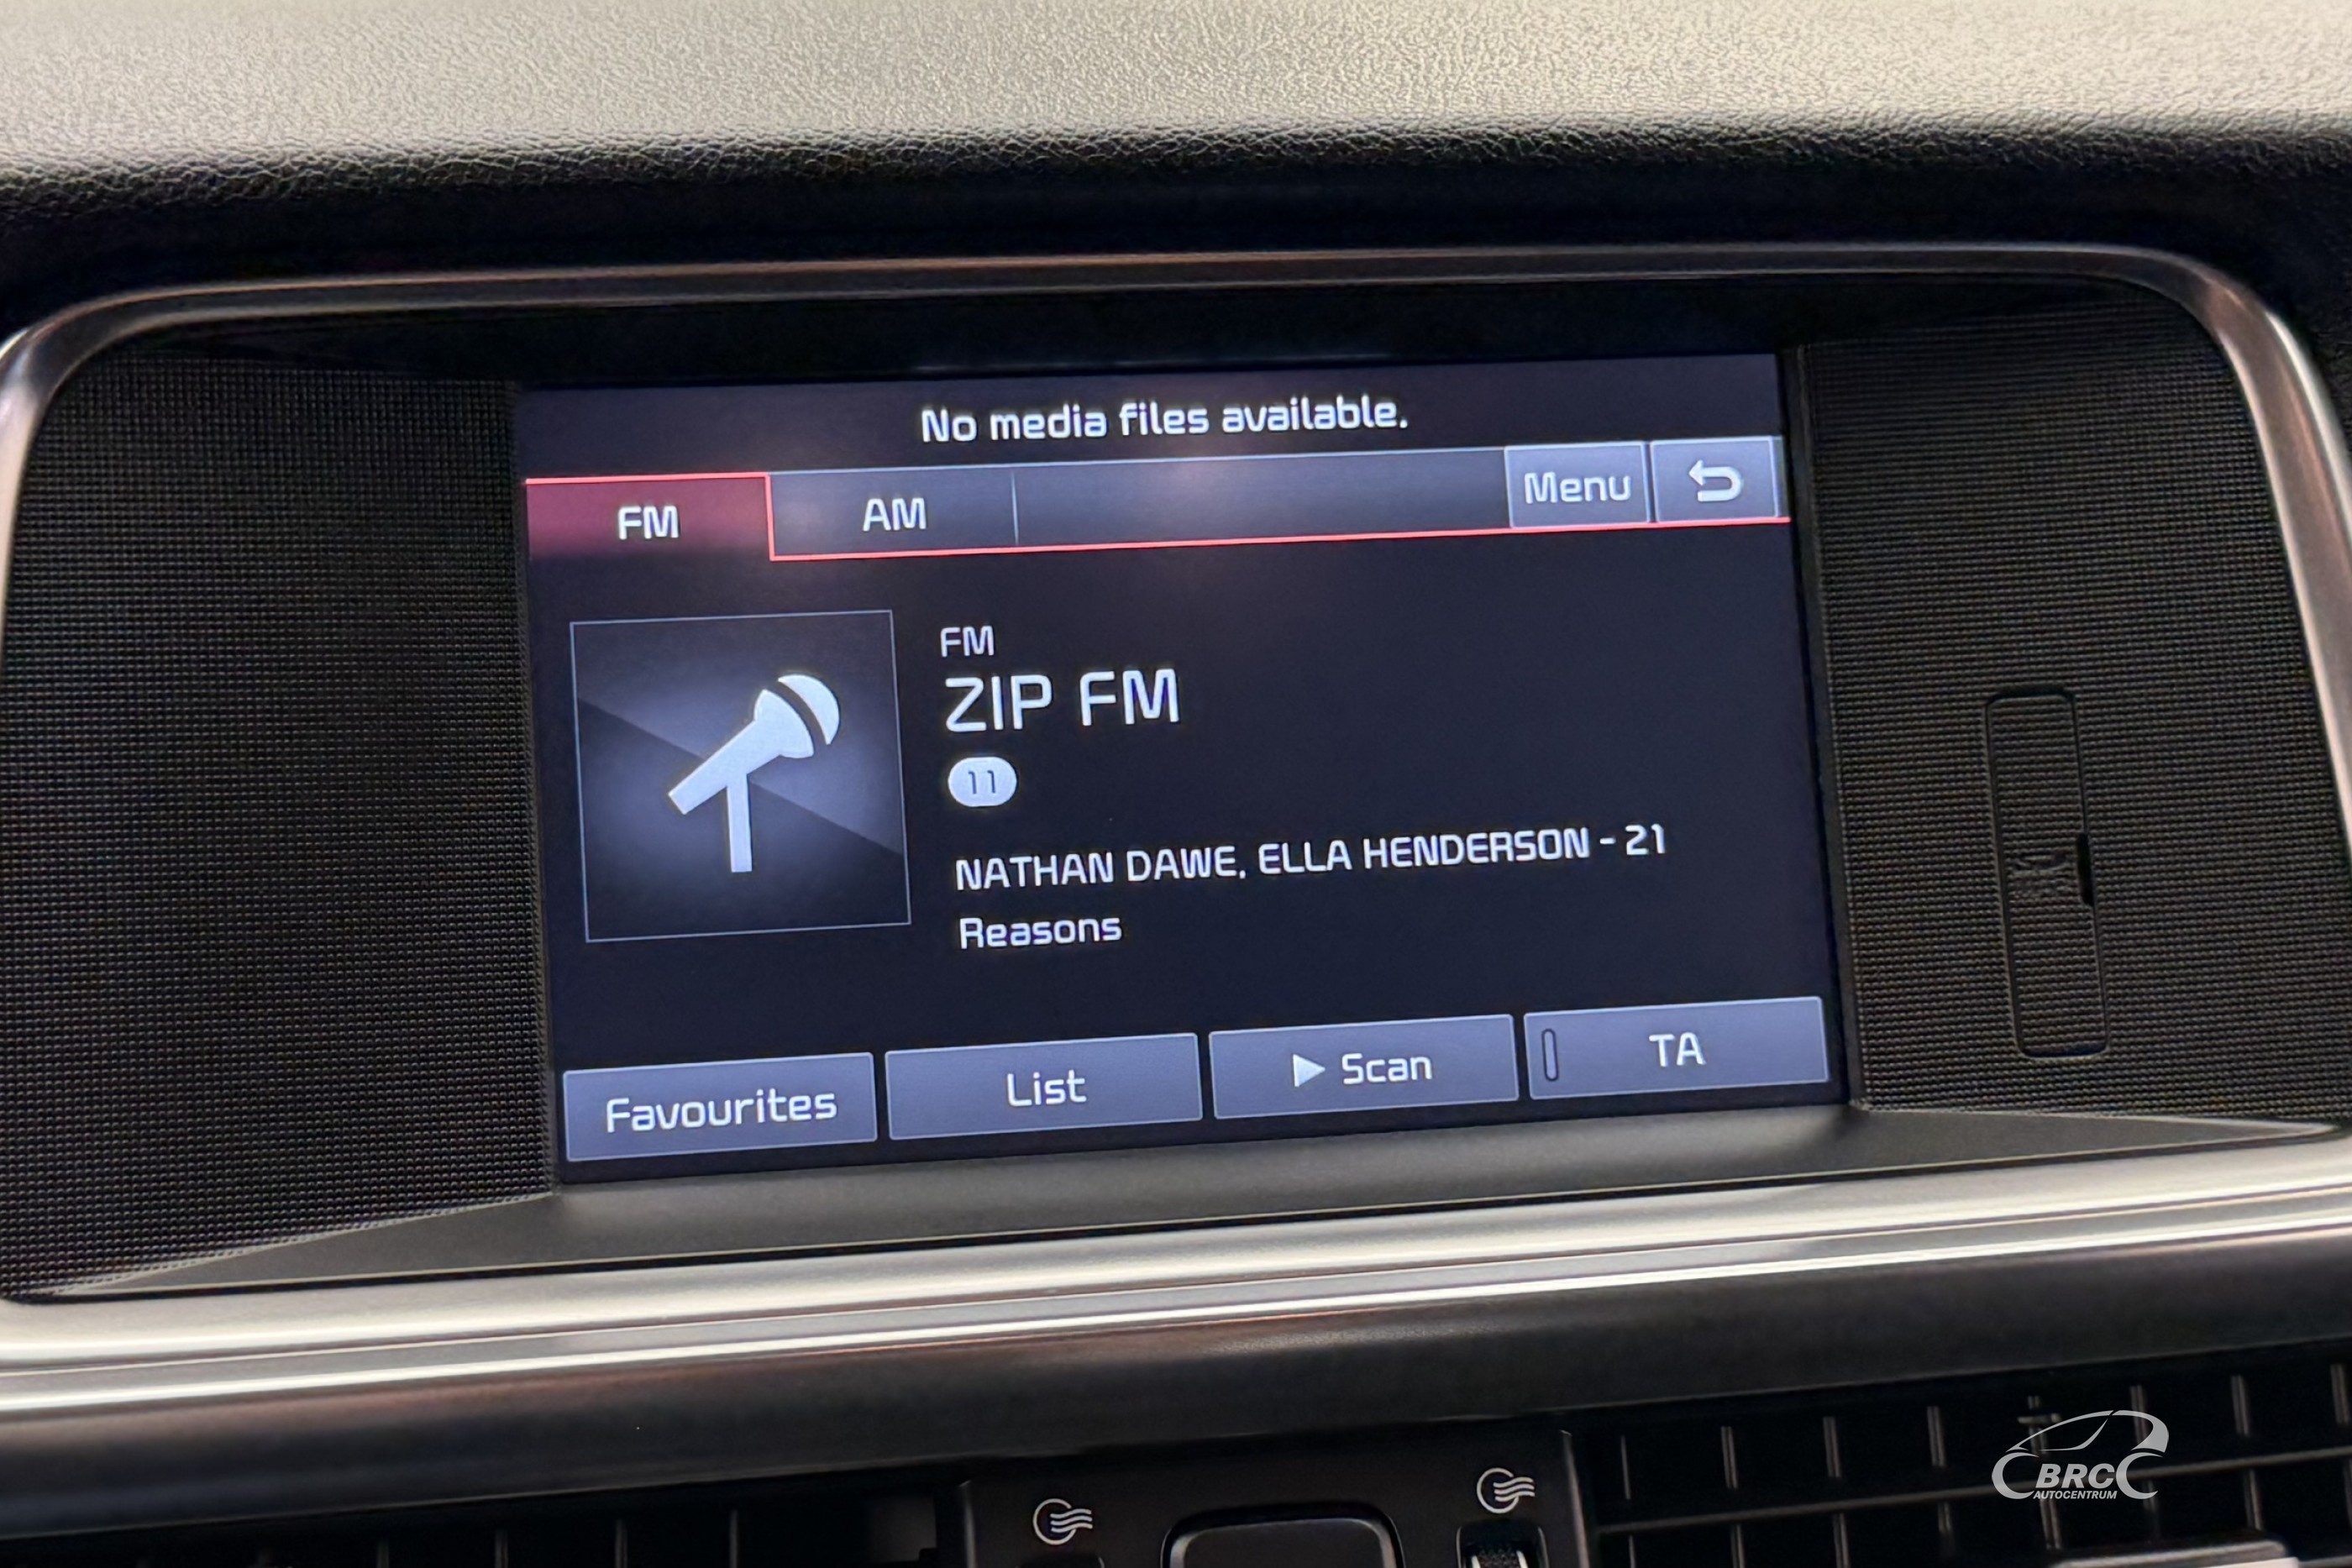 No media files available.
FM AM Menu
FM
ZIP FM
11
NATHAN DAWE, ELLA HENDERSON - 21
Reasons
Favourites List Scan TA
BRC
AUTOCENTRUM